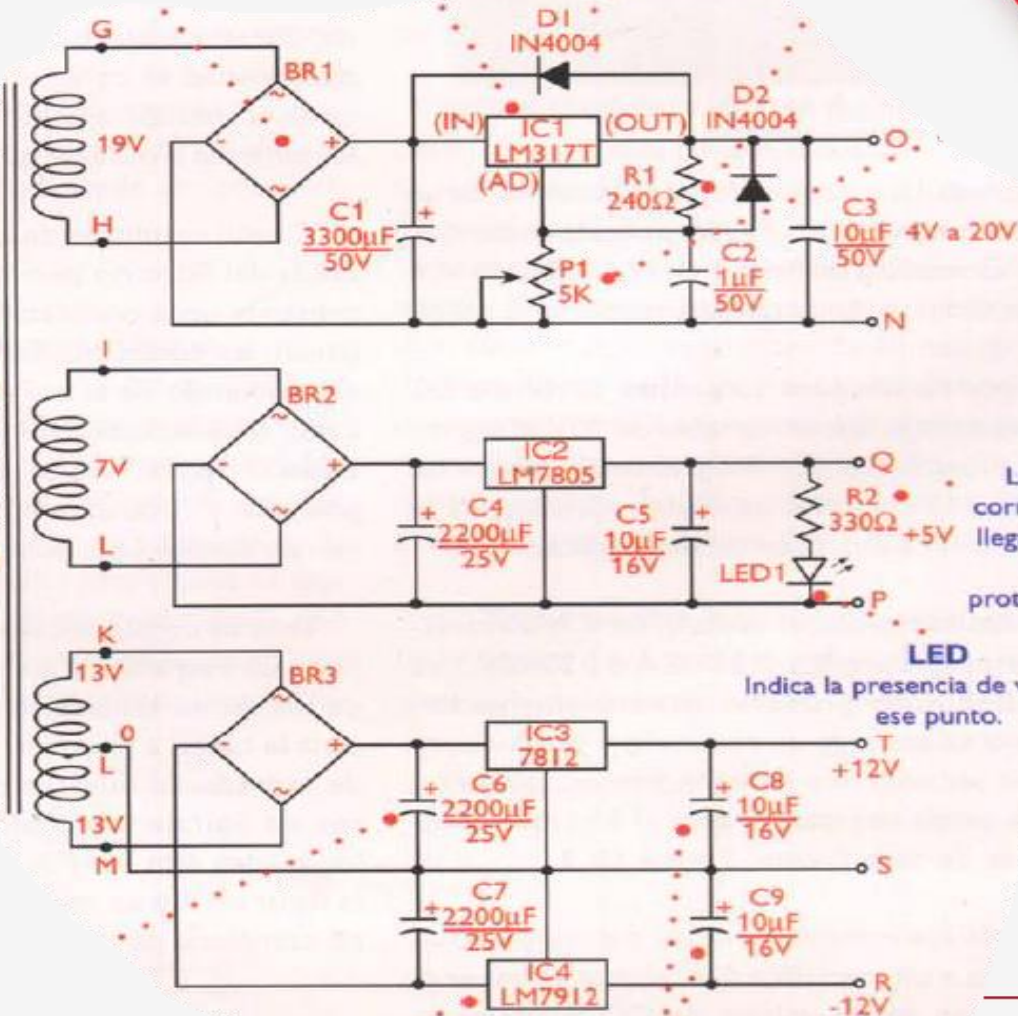 G
D1
IN4004
BR1
D2
IN4004
(IN)
IC1
LM317T
(OUT)
(AD)
19V
~
-
+
~
R1
240Ω
O
H
C1
3300µF
50V
+
P1
5K
C2
1µF
50V
C3
10µF
50V
4V a 20V
N
BR2
~
7V
+
IC2
LM7805
Q
C4
2200µF
25V
+
C5
10µF
16V
+
R2
330Ω
+5V
L
LED1
P
L
corr
lleg
prot
LED
Indica la presencia de v
ese punto.
K
13V
BR3
~
0
L
+
IC3
7812
T
+12V
C6
2200µF
25V
+
C8
10µF
16V
+
13V
M
S
C7
2200µF
25V
+
C9
10µF
16V
+
IC4
LM7912
R
-12V